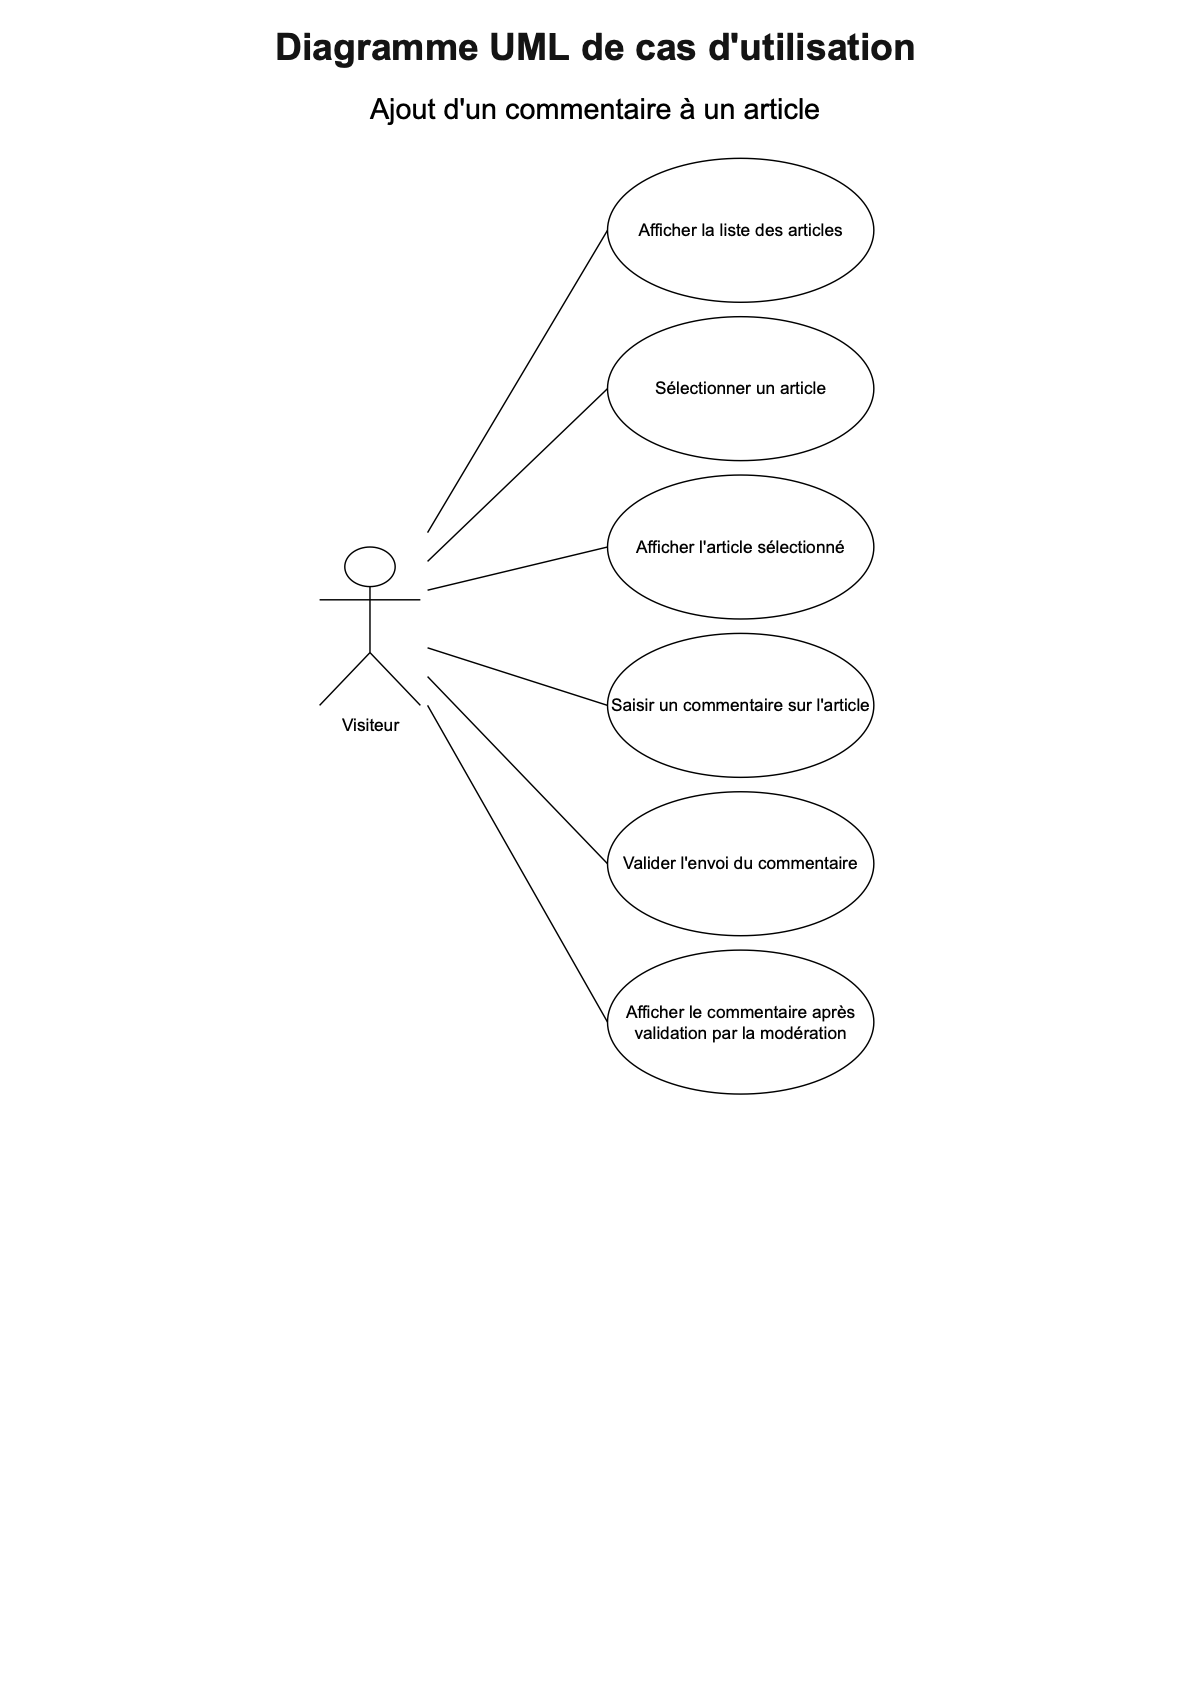 Diagramme UML de cas d'utilisation
Ajout d'un commentaire à un article
Afficher la liste des articles
Sélectionner un article
Afficher l'article sélectionné
Saisir un commentaire sur l'article
Visiteur
Valider l'envoi du commentaire
Afficher le commentaire après
validation par la modération